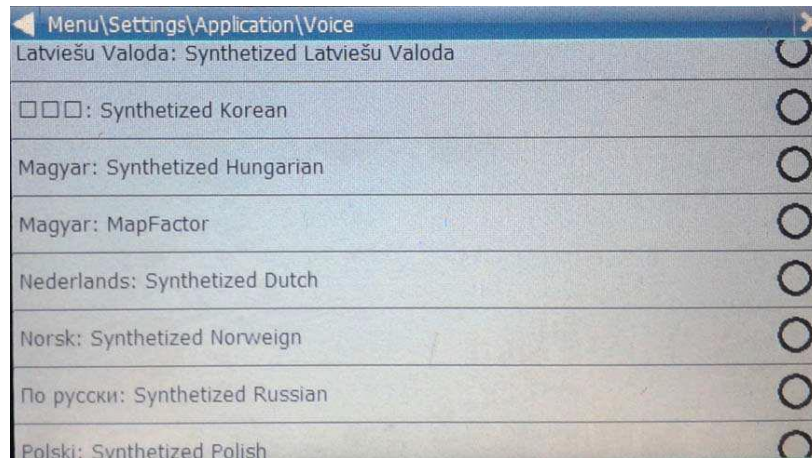 Menu\Settings\Application\Voice
Latviešu Valoda: Synthetized Latviešu Valoda
□□□: Synthetized Korean
Magyar: Synthetized Hungarian
Magyar: MapFactor
Nederlands: Synthetized Dutch
Norsk: Synthetized Norweign
По русски: Synthetized Russian
Polski: Synthetized Polish